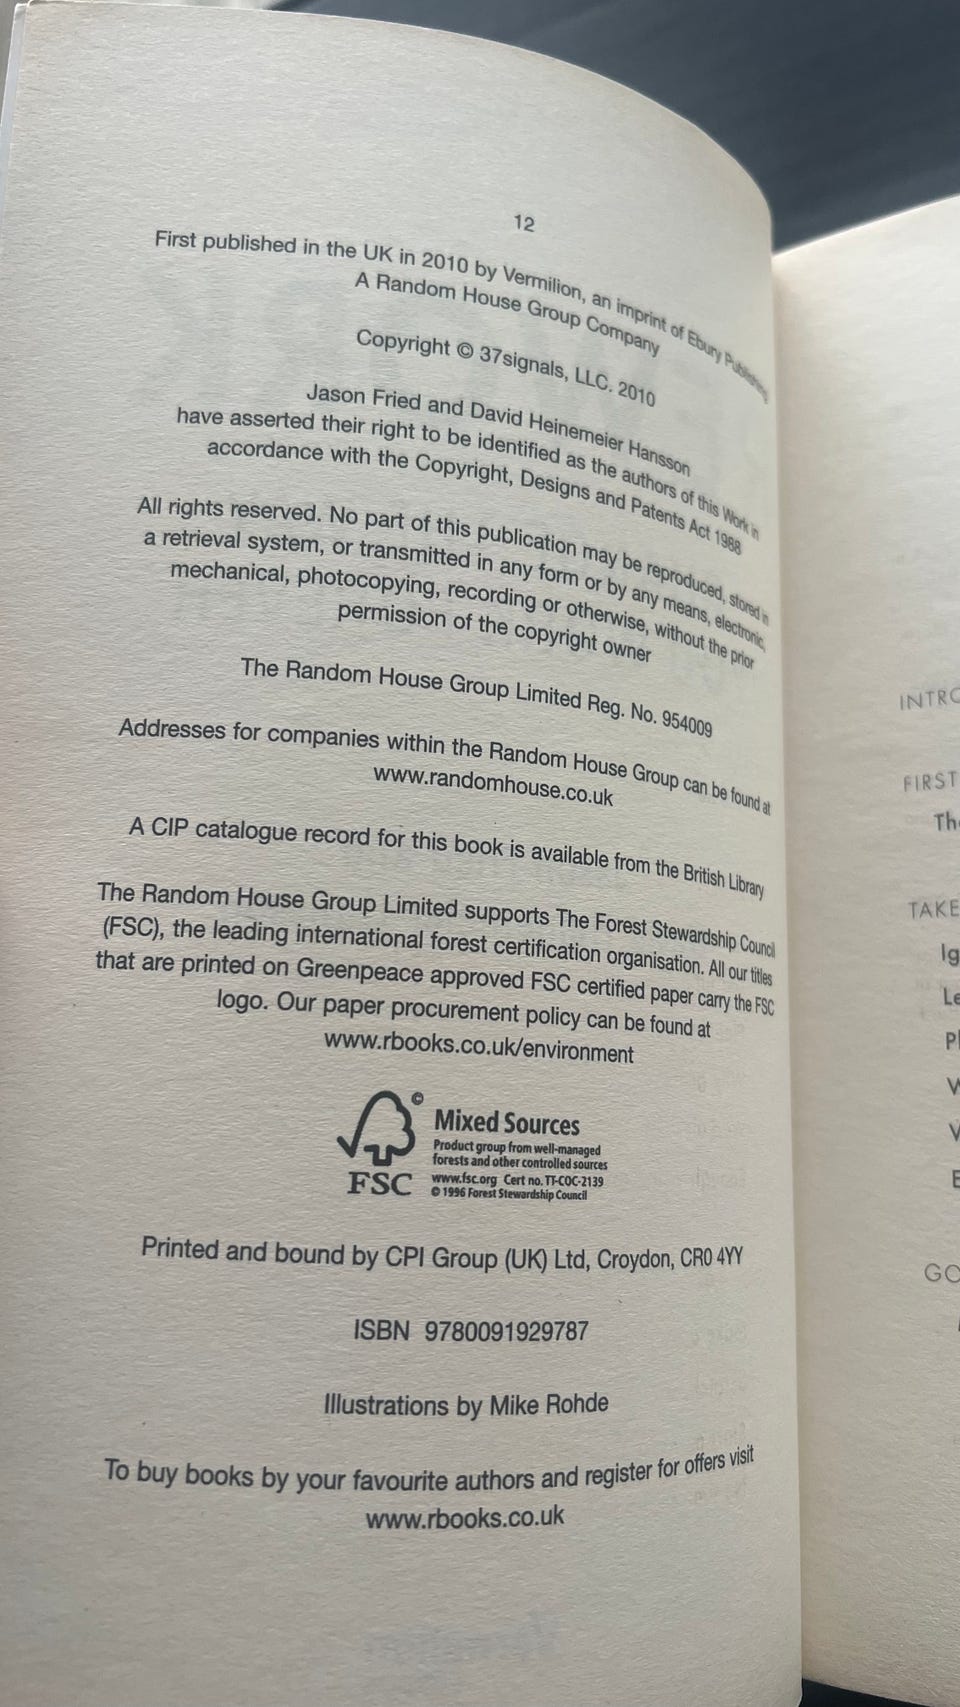 12
First published in the UK in 2010 by Vermilion, an imprint of Ebury Publishing
A Random House Group Company
Copyright © 37signals, LLC. 2010
Jason Fried and David Heinemeier Hansson
have asserted their right to be identified as the authors of this Work in
accordance with the Copyright, Designs and Patents Act 1988
All rights reserved. No part of this publication may be reproduced, stored in
a retrieval system, or transmitted in any form or by any means, electronic,
mechanical, photocopying, recording or otherwise, without the prior
permission of the copyright owner
The Random House Group Limited Reg. No. 954009
Addresses for companies within the Random House Group can be found at
www.randomhouse.co.uk
A CIP catalogue record for this book is available from the British Library
The Random House Group Limited supports The Forest Stewardship Council
(FSC), the leading international forest certification organisation. All our titles
that are printed on Greenpeace approved FSC certified paper carry the FSC
logo. Our paper procurement policy can be found at
www.rbooks.co.uk/environment
©
Mixed Sources
Product group from well-managed
forests and other controlled sources
www.fsc.org Cert no. TT-COC-2139
© 1996 Forest Stewardship Council
FSC
Printed and bound by CPI Group (UK) Ltd, Croydon, CR0 4YY
ISBN 9780091929787
Illustrations by Mike Rohde
To buy books by your favourite authors and register for offers visit
www.rbooks.co.uk
FIRST
TAKE